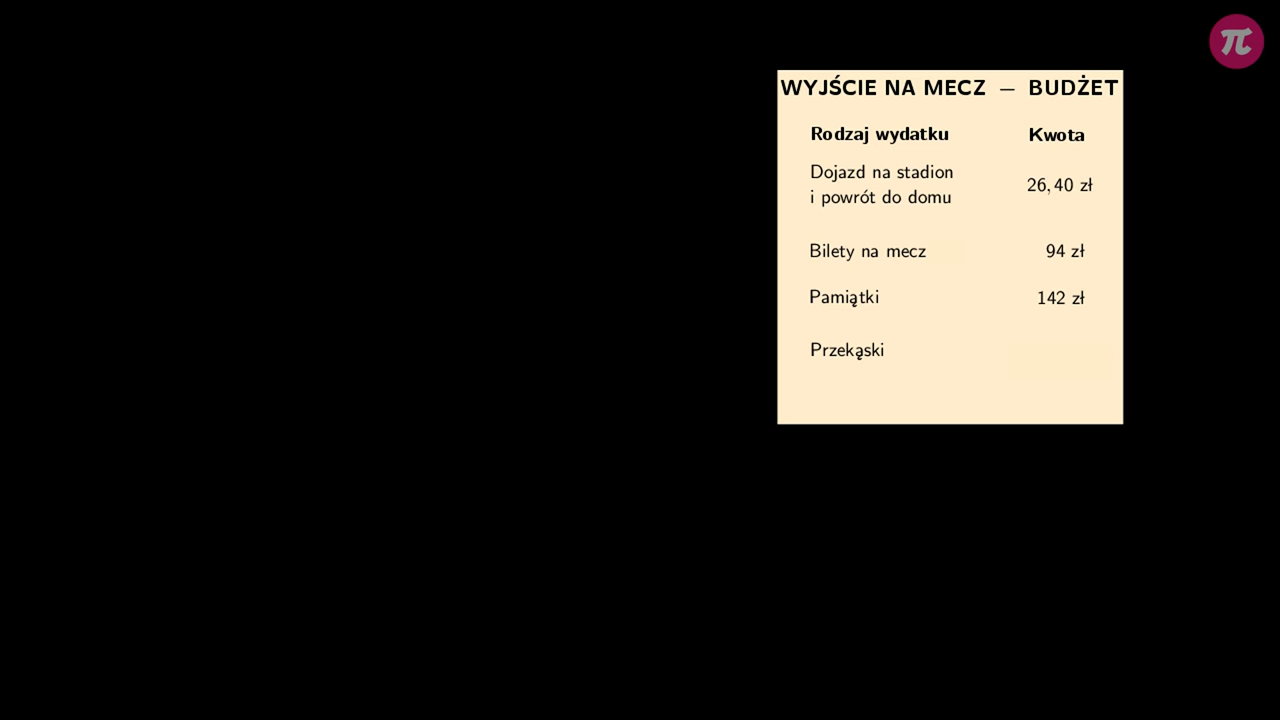 WYJŚCIE NA MECZ – BUDŻET
Rodzaj wydatku Kwota
Dojazd na stadion
i powrót do domu 26,40 zł
Bilety na mecz 94 zł
Pamiątki 142 zł
Przekąski